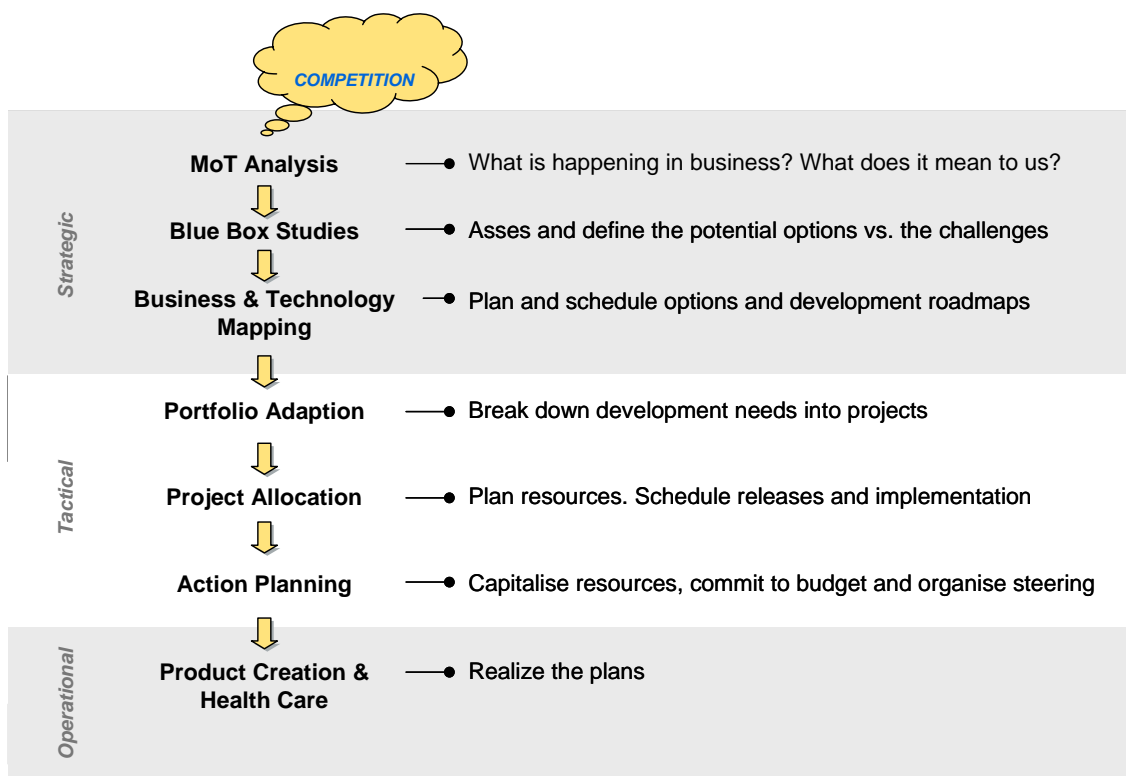 COMPETITION
Strategic
MoT Analysis
What is happening in business? What does it mean to us?
Blue Box Studies
Asses and define the potential options vs. the challenges
Business & Technology
Mapping
Plan and schedule options and development roadmaps
Tactical
Portfolio Adaption
Break down development needs into projects
Project Allocation
Plan resources. Schedule releases and implementation
Action Planning
Capitalise resources, commit to budget and organise steering
Operational
Product Creation &
Health Care
Realize the plans